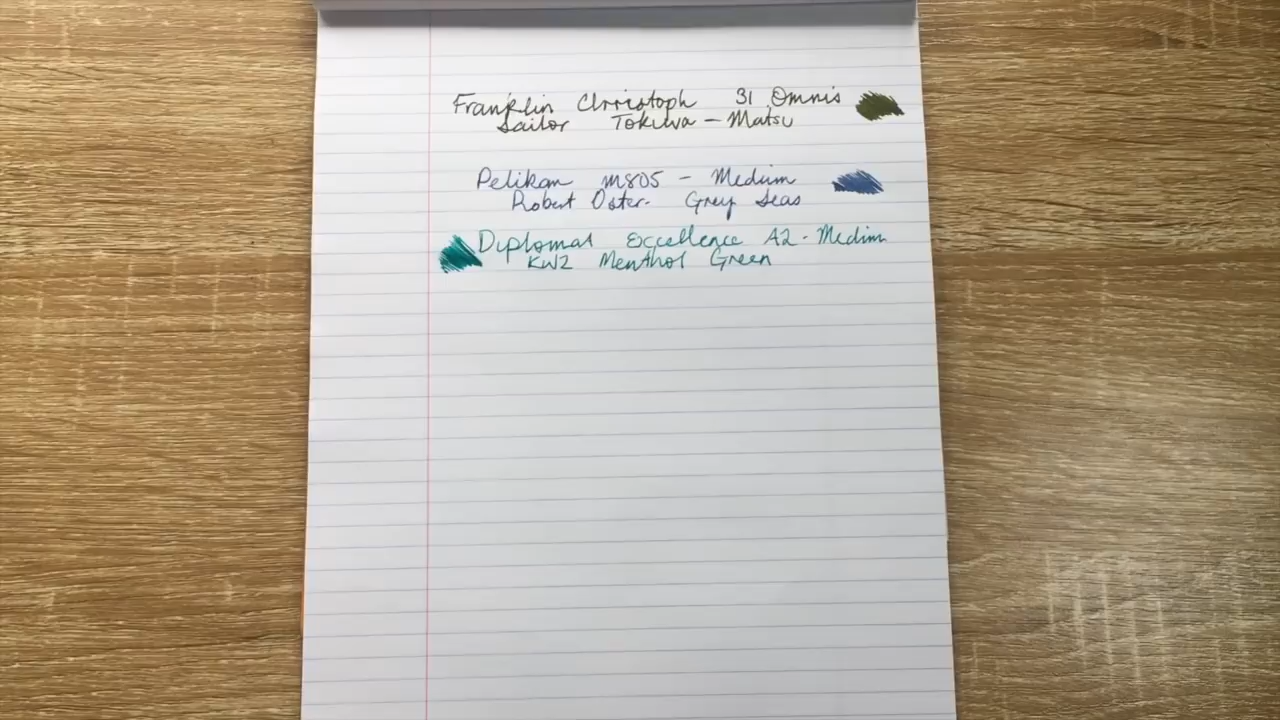 Franklin Christoph 31 Omnis
Sailor Tokiwa - Matsu
Pelikan M805 - Medium
Robert Oster - Grey Seas
Diplomat Excellence A2 - Medium
KWZ Menthol Green